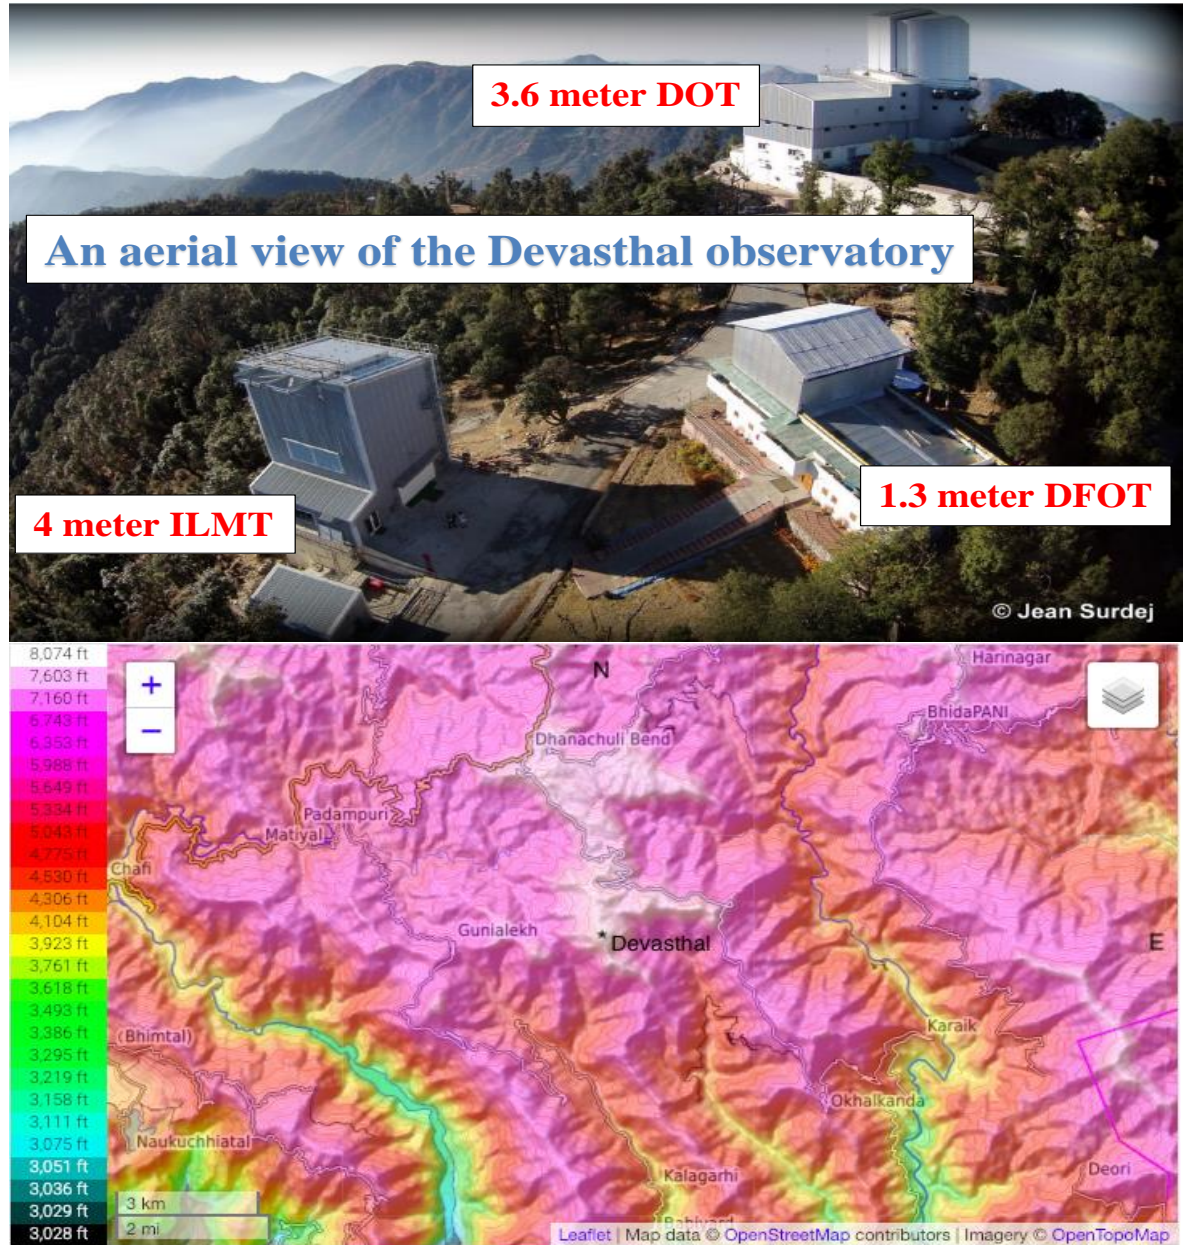 3.6 meter DOT
An aerial view of the Devasthal observatory
1.3 meter DFOT
4 meter ILMT
© Jean Surdej
8,074 ft
7,603 ft
7,160 ft
6,743 ft
6,353 ft
5,988 ft
5,649 ft
5,334 ft
5,043 ft
4,775 ft
4,530 ft
4,306 ft
4,104 ft
3,923 ft
3,761 ft
3,618 ft
3,493 ft
3,386 ft
3,295 ft
3,219 ft
3,158 ft
3,111 ft
3,075 ft
3,051 ft
3,036 ft
3,029 ft
3,028 ft
+
−
N
Harinagar
BhidaPANI
Dhanachuli Bend
Padampuri
Matiyal
Chafi
Gunialekh
* Devasthal
E
(Bhimtal)
Karaik
Okhalkanda
Naukuchhiatal
Kalagarhi
Deori
3 km
2 mi
Leaflet | Map data © OpenStreetMap contributors | Imagery © OpenTopoMap